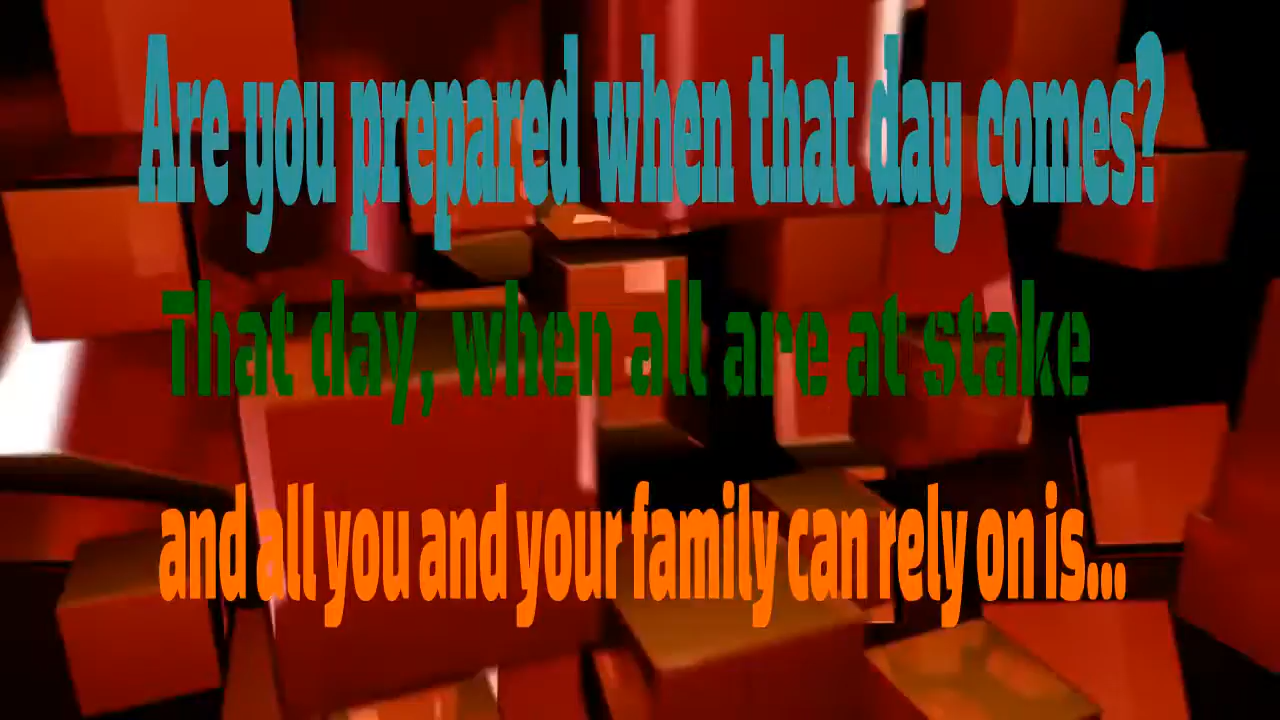 Are you prepared when that day comes?
That day, when all are at stake
and all you and your family can rely on is...